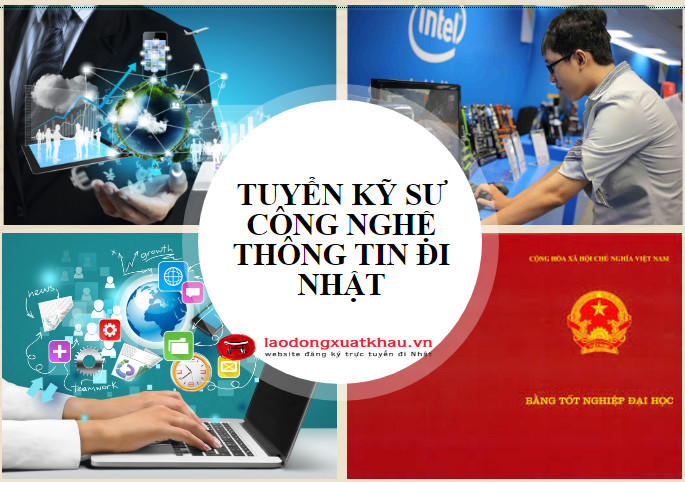 intel
TUYỂN KỸ SƯ
CÔNG NGHỆ
THÔNG TIN ĐI
NHẬT
laodongxuatkhau.vn
website đăng ký trực tuyến đi Nhật
growth
news
teamwork
CỘNG HÒA XÃ HỘI CHỦ NGHĨA VIỆT NAM
BẰNG TỐT NGHIỆP ĐẠI HỌC